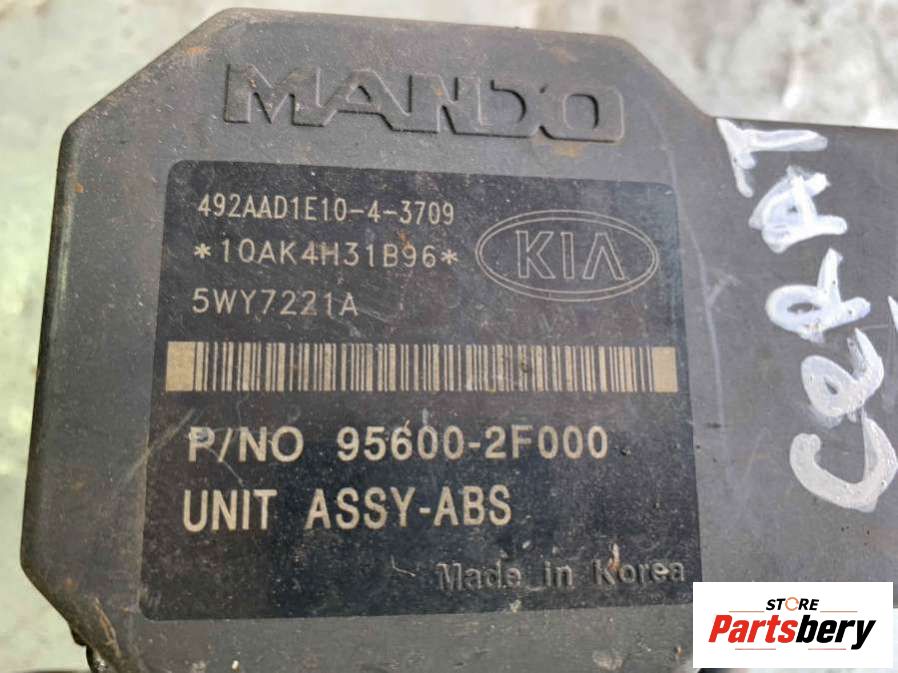 MANDO
492AAD1E10-4-3709
*10AK4H31B96*
KIA
5WY7221A
P/NO 95600-2F000
UNIT ASSY-ABS
Made in Korea
CERAT
STORE
Partsbery